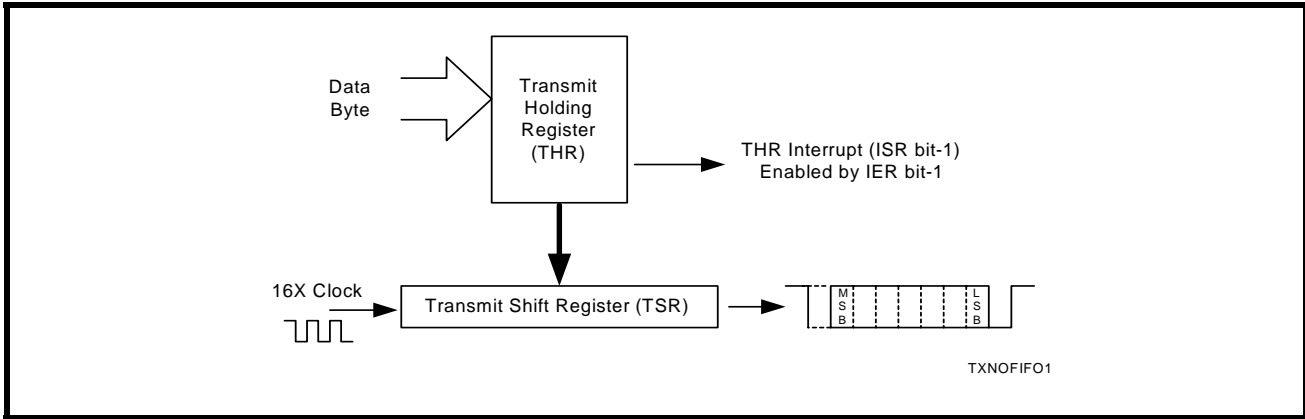 Data
Byte
Transmit
Holding
Register
(THR)
THR Interrupt (ISR bit-1)
Enabled by IER bit-1
16X Clock
Transmit Shift Register (TSR)
M
S
B
L
S
B
TXNOFIFO1